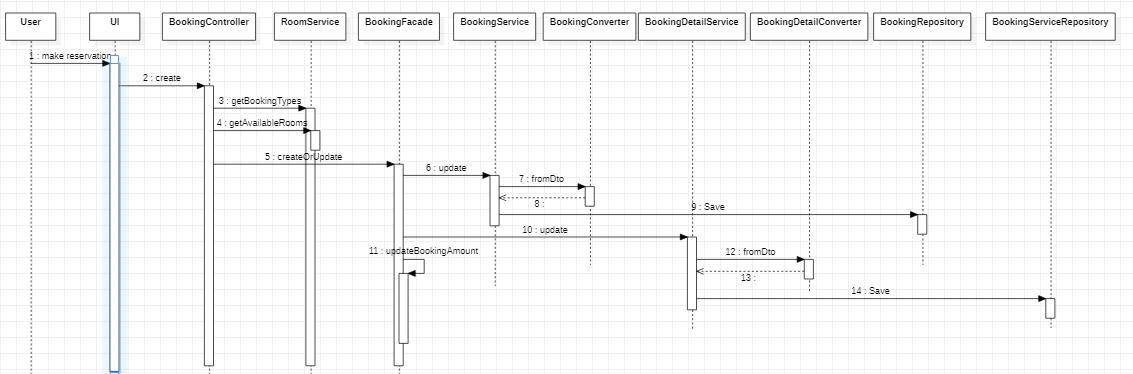 User
UI
BookingController
RoomService
BookingFacade
BookingService
BookingConverter
BookingDetailService
BookingDetailConverter
BookingRepository
BookingServiceRepository
1 : make reservation
2 : create
3 : getBookingTypes
4 : getAvailableRooms
5 : createOrUpdate
6 : update
7 : fromDto
8 :
9 : Save
10 : update
11 : updateBookingAmount
12 : fromDto
13 :
14 : Save